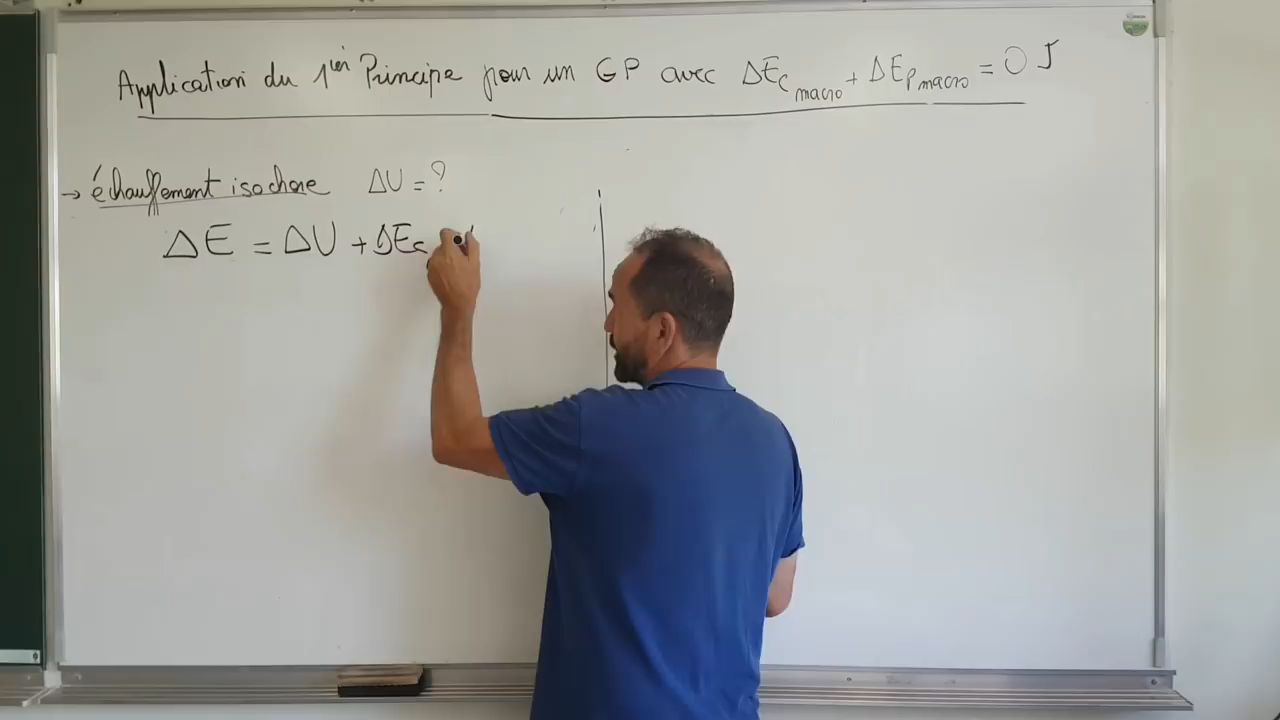 Application du 1er Principe pour un GP avec ΔEc macro + ΔEp macro = 0 J
→ échauffement isochore ΔU = ?
ΔE = ΔU + ΔEc